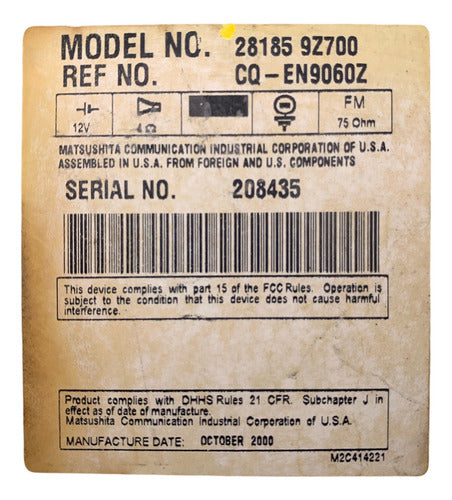 MODEL NO. 28185 9Z700
REF NO. CQ-EN9060Z
12V 4Ω FM 75 Ohm
MATSUSHITA COMMUNICATION INDUSTRIAL CORPORATION OF U.S.A.
ASSEMBLED IN U.S.A. FROM FOREIGN AND U.S. COMPONENTS
SERIAL NO. 208435
This device complies with part 15 of the FCC Rules. Operation is
subject to the condition that this device does not cause harmful
interference.
Product complies with DHHS Rules 21 CFR. Subchapter J in
effect as of date of manufacture.
Matsushita Communication Industrial Corporation of U.S.A.
MANUFACTURE DATE: OCTOBER 2000
M2C414221